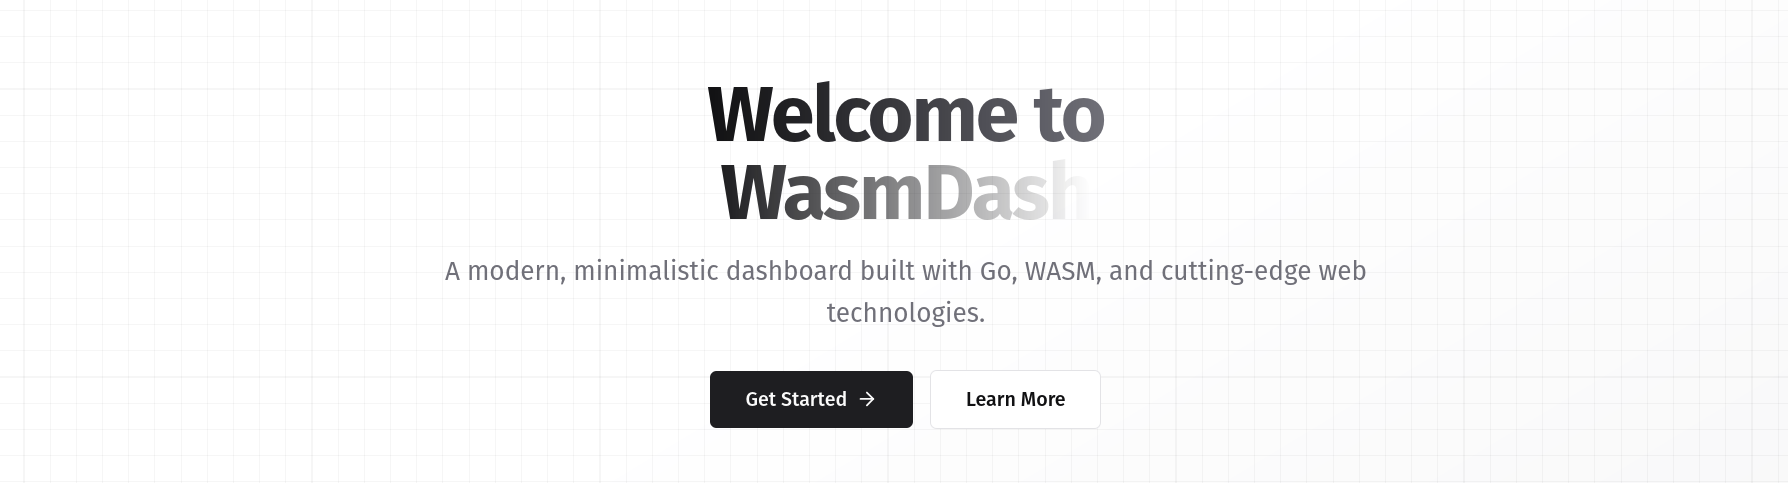 Welcome to
WasmDash
A modern, minimalistic dashboard built with Go, WASM, and cutting-edge web
technologies.
Get Started →
Learn More